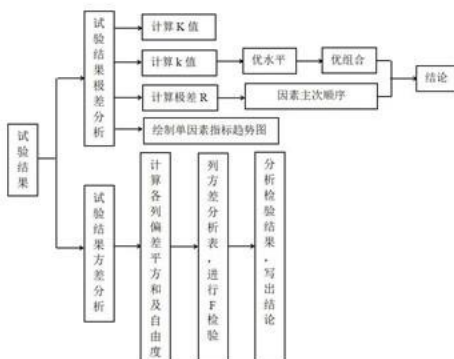 试验结果
试验结果极差分析
计算 K 值
计算 k 值
优水平
优组合
计算极差 R
因素主次顺序
结论
绘制单因素指标趋势图
试验结果方差分析
计算各列偏差平方和及自由度
列方差分析表，进行 F 检验
分析检验结果，写出结论